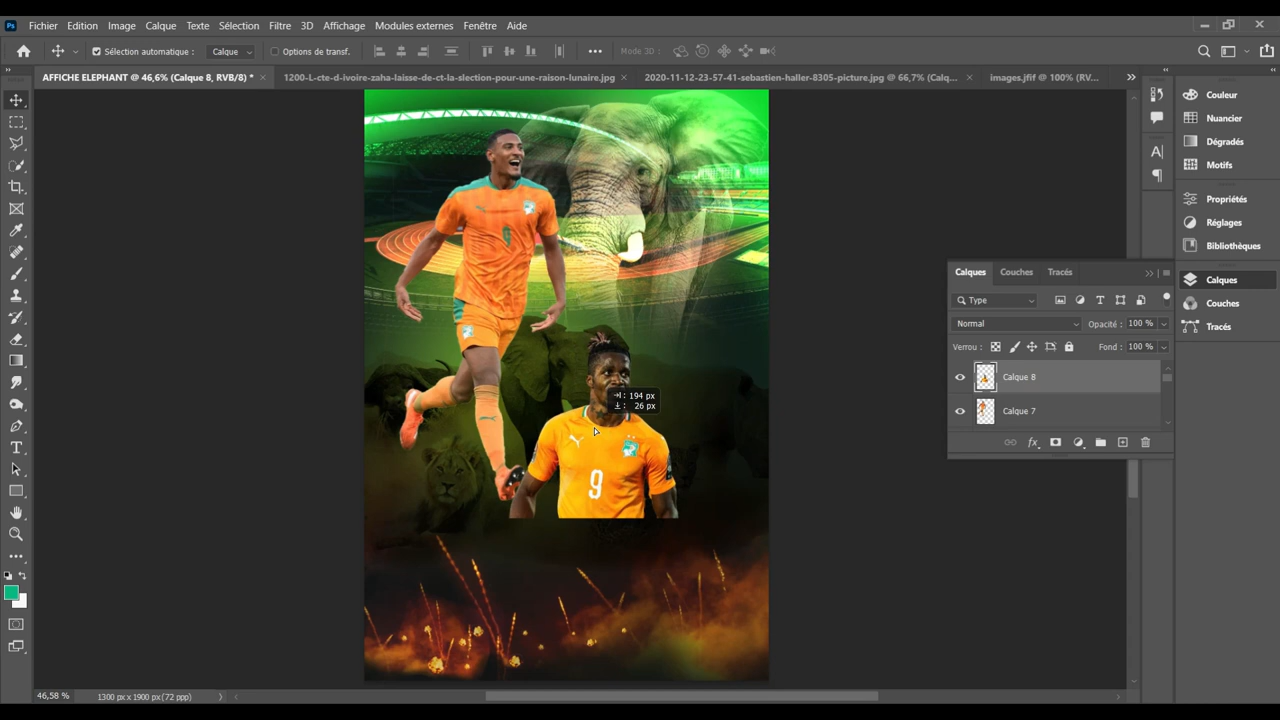 Ps Fichier Edition Image Calque Texte Sélection Filtre 3D Affichage Modules externes Fenêtre Aide
Sélection automatique : Calque Options de transf. Mode 3D :
AFFICHE ELEPHANT @ 46,6% (Calque 8, RVB/8) * 1200-L-cte-d-ivoire-zaha-laisse-de-ct-la-slection-pour-une-raison-lunaire.jpg 2020-11-12-23-57-41-sebastien-haller-8305-picture.jpg @ 66,7% (Calq... images.jfif @ 100% (RV...
Couleur
Nuancier
Dégradés
Motifs
Propriétés
Réglages
Bibliothèques
Calques
Couches
Tracés
Calques Couches Tracés
Type
Normal Opacité : 100 %
Verrou : Fond : 100 %
Calque 8
Calque 7
fx
: 194 px
: 26 px
9
46,58 % 1300 px x 1900 px (72 ppp)